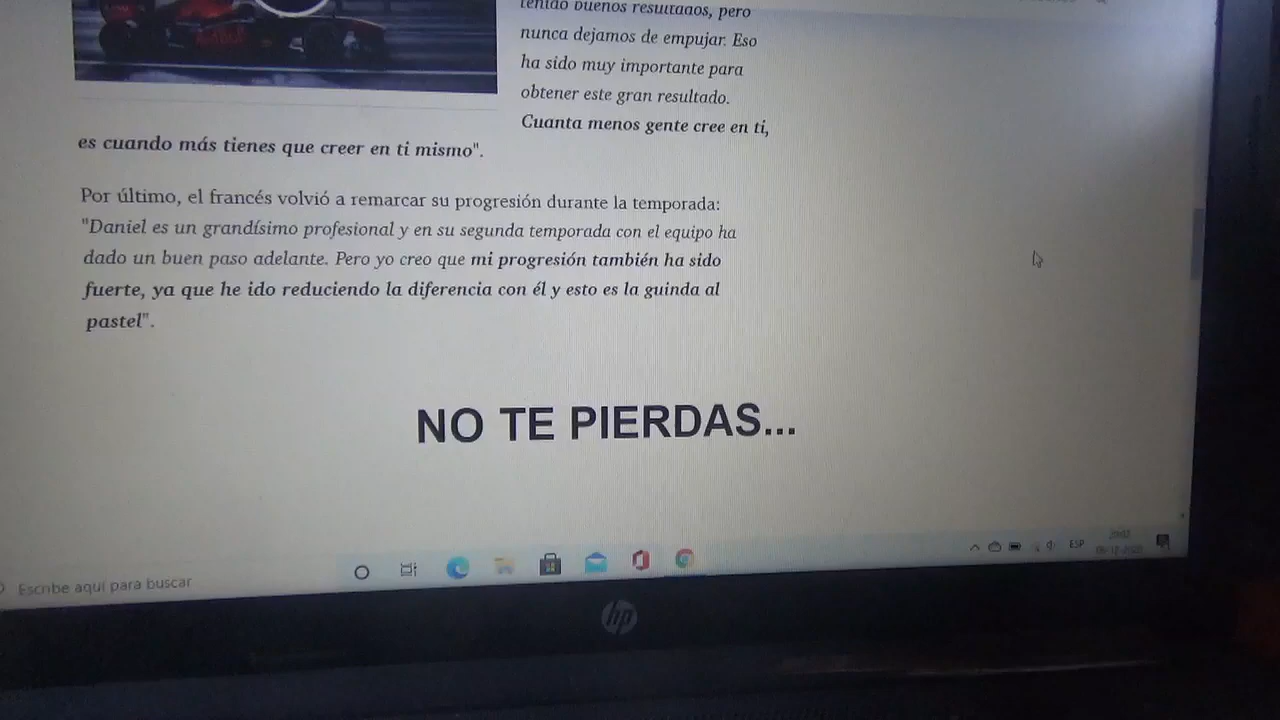 tenido buenos resultados, pero
nunca dejamos de empujar. Eso
ha sido muy importante para
obtener este gran resultado.
Cuanta menos gente cree en ti,
es cuando más tienes que creer en ti mismo".
Por último, el francés volvió a remarcar su progresión durante la temporada:
"Daniel es un grandísimo profesional y en su segunda temporada con el equipo ha
dado un buen paso adelante. Pero yo creo que mi progresión también ha sido
fuerte, ya que he ido reduciendo la diferencia con él y esto es la guinda al
pastel".
NO TE PIERDAS...
Escribe aquí para buscar
ESP
hp